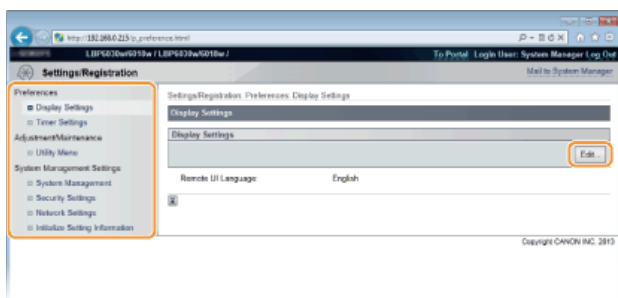 http://192.168.0.215/p_preference.html
LBP6030w/6018w / LBP6030w/6018w /
To Portal Login User: System Manager Log Out
Settings/Registration
Mail to System Manager
Preferences
Display Settings
Timer Settings
Adjustment/Maintenance
Utility Menu
System Management Settings
System Management
Security Settings
Network Settings
Initialize Setting Information
Settings/Registration: Preferences: Display Settings
Display Settings
Display Settings
Edit...
Remote UI Language:
English
Copyright CANON INC. 2013